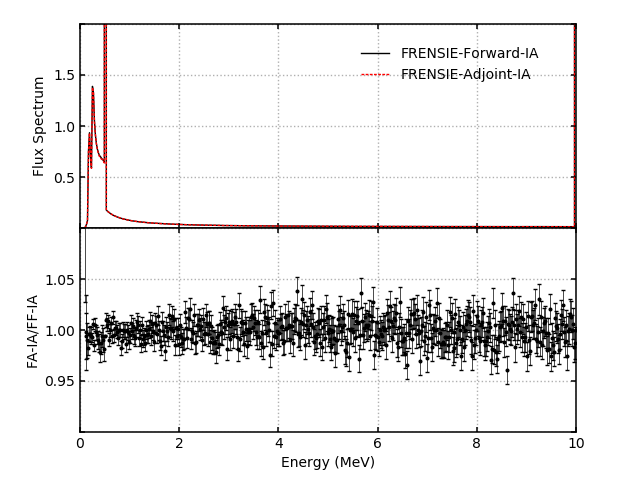 FRENSIE-Forward-IA
FRENSIE-Adjoint-IA
Flux Spectrum
1.5
1.0
0.5
FA-IA/FF-IA
1.05
1.00
0.95
0 2 4 6 8 10
Energy (MeV)